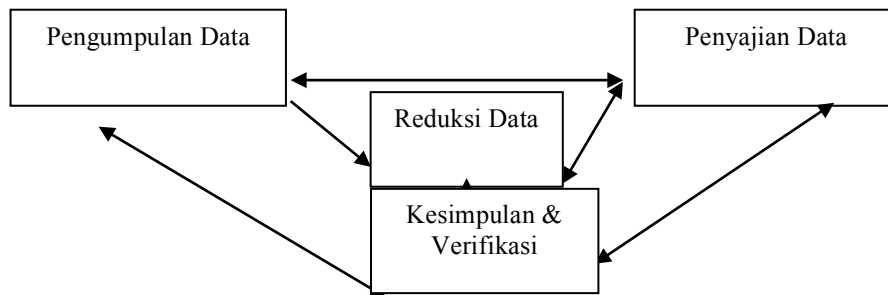 Pengumpulan Data
Penyajian Data
Reduksi Data
Kesimpulan &
Verifikasi